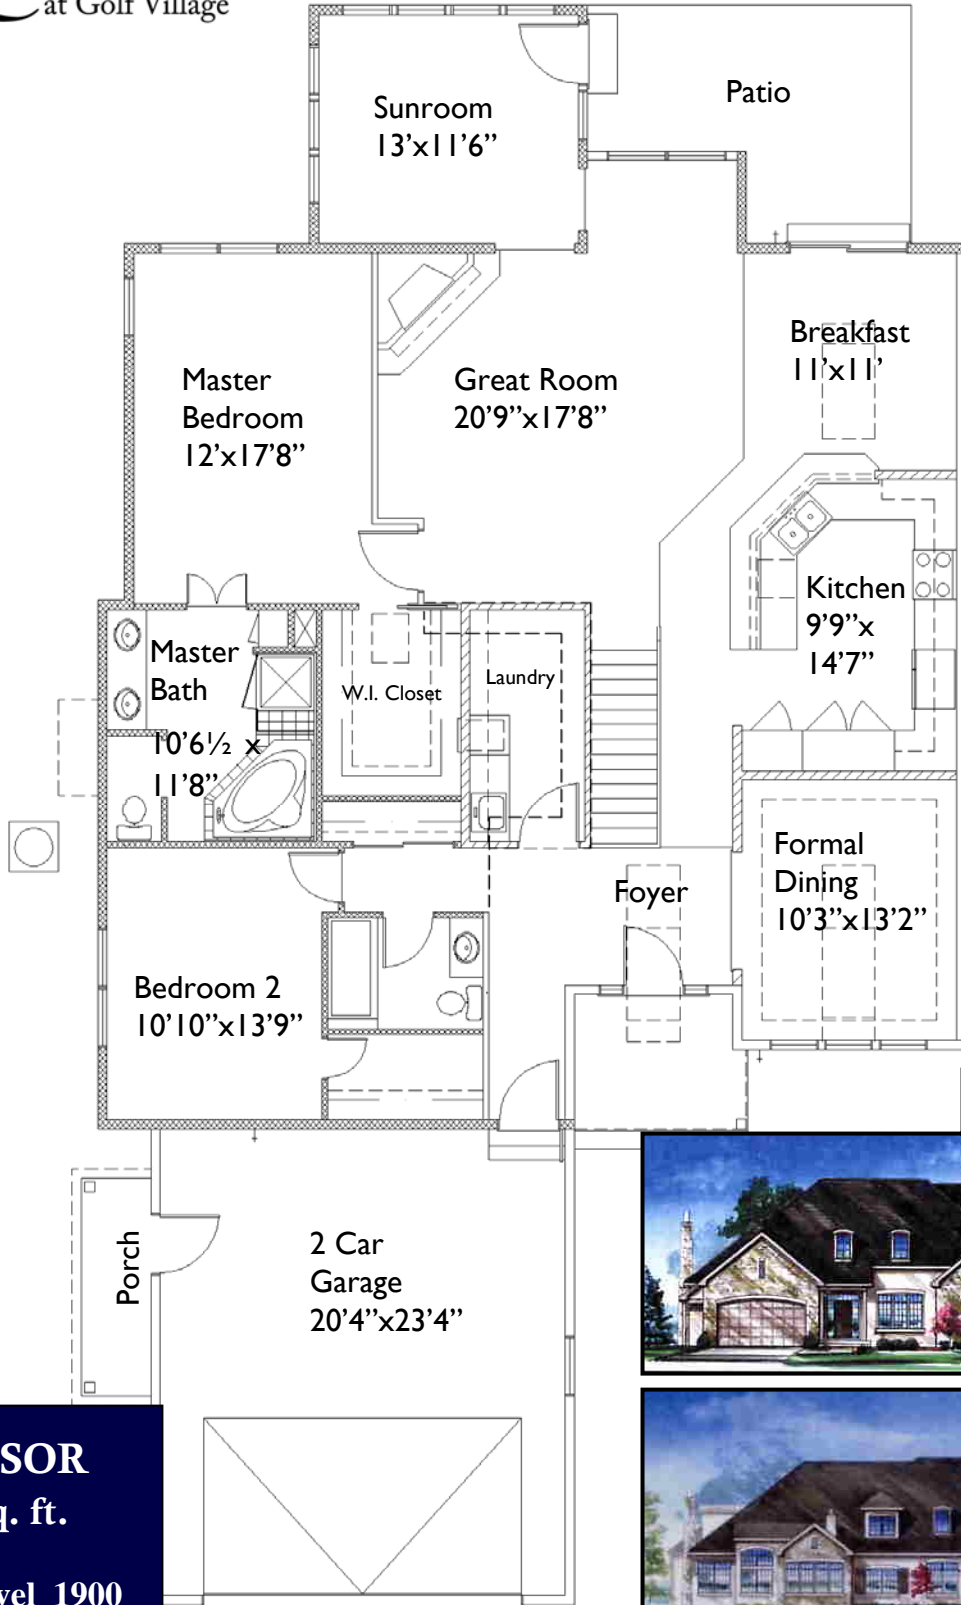 at Golf Village
Sunroom
13’x11’6”
Patio
Master
Bedroom
12’x17’8”
Great Room
20’9”x17’8”
Breakfast
11’x11’
Kitchen
9’9”x
14’7”
Master
Bath
10’6½ x
11’8”
W.I. Closet
Laundry
Formal
Dining
10’3”x13’2”
Foyer
Bedroom 2
10’10”x13’9”
Porch
2 Car
Garage
20’4”x23’4”
SOR
q. ft.
vel 1900